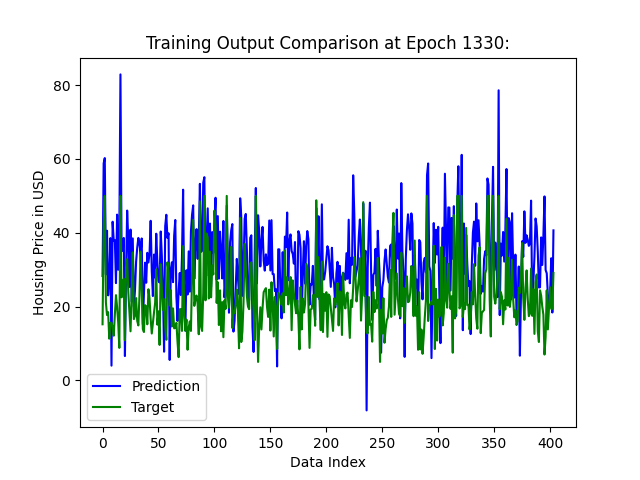 Training Output Comparison at Epoch 1330:
Housing Price in USD
80
60
40
20
0
Prediction
Target
0 50 100 150 200 250 300 350 400
Data Index